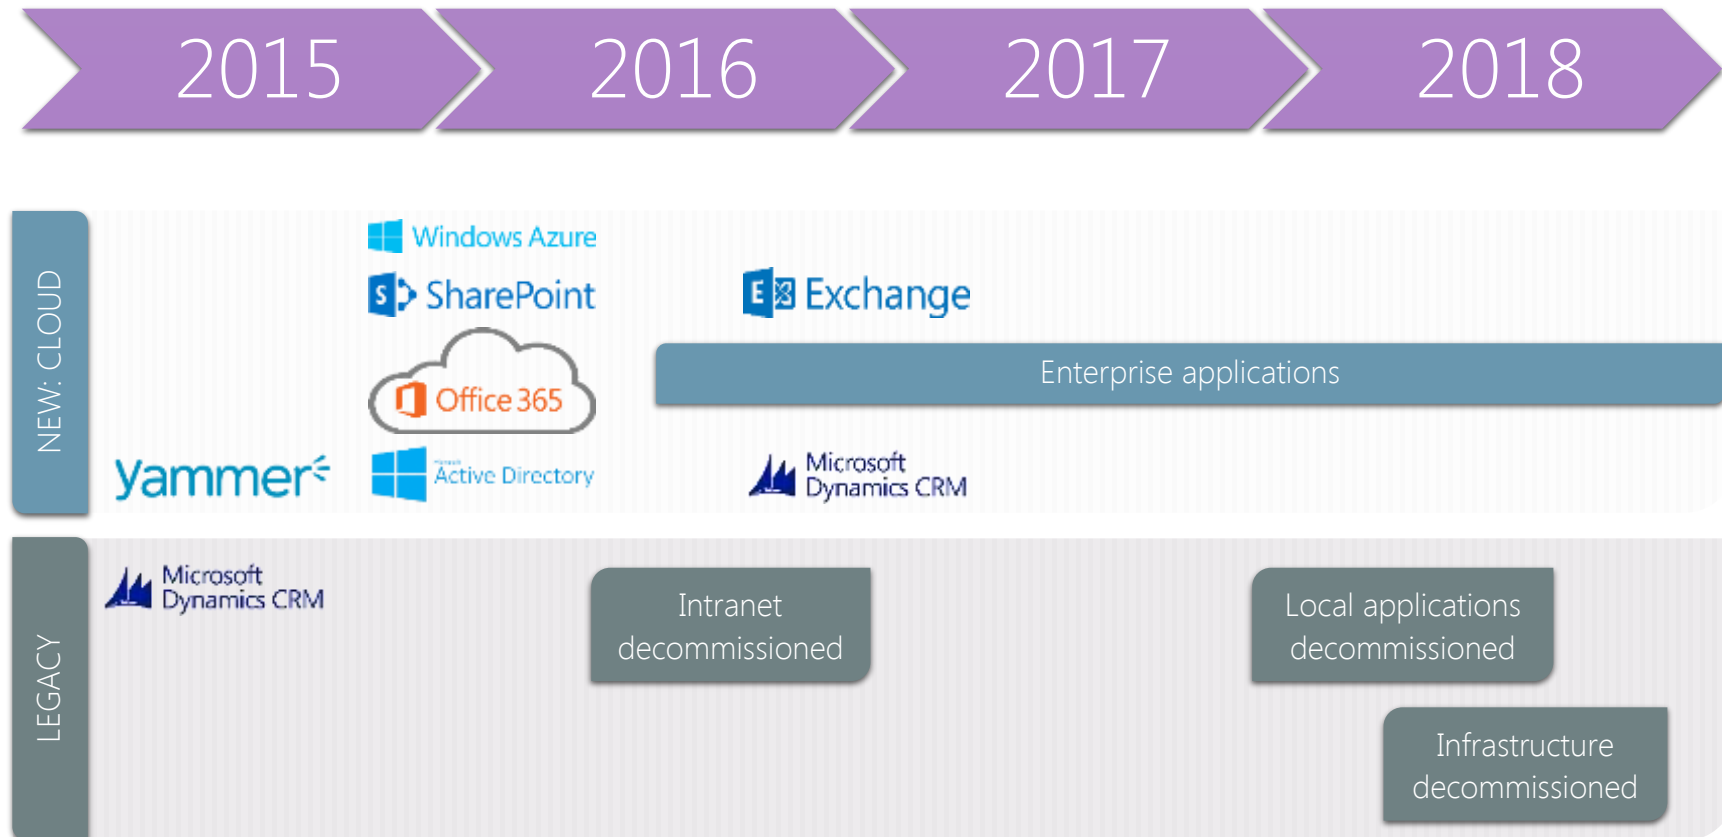 2015
2016
2017
2018
NEW: CLOUD
Windows Azure
SharePoint
Office 365
yammer
Active Directory
Exchange
Enterprise applications
Microsoft
Dynamics CRM
LEGACY
Microsoft
Dynamics CRM
Intranet
decommissioned
Local applications
decommissioned
Infrastructure
decommissioned